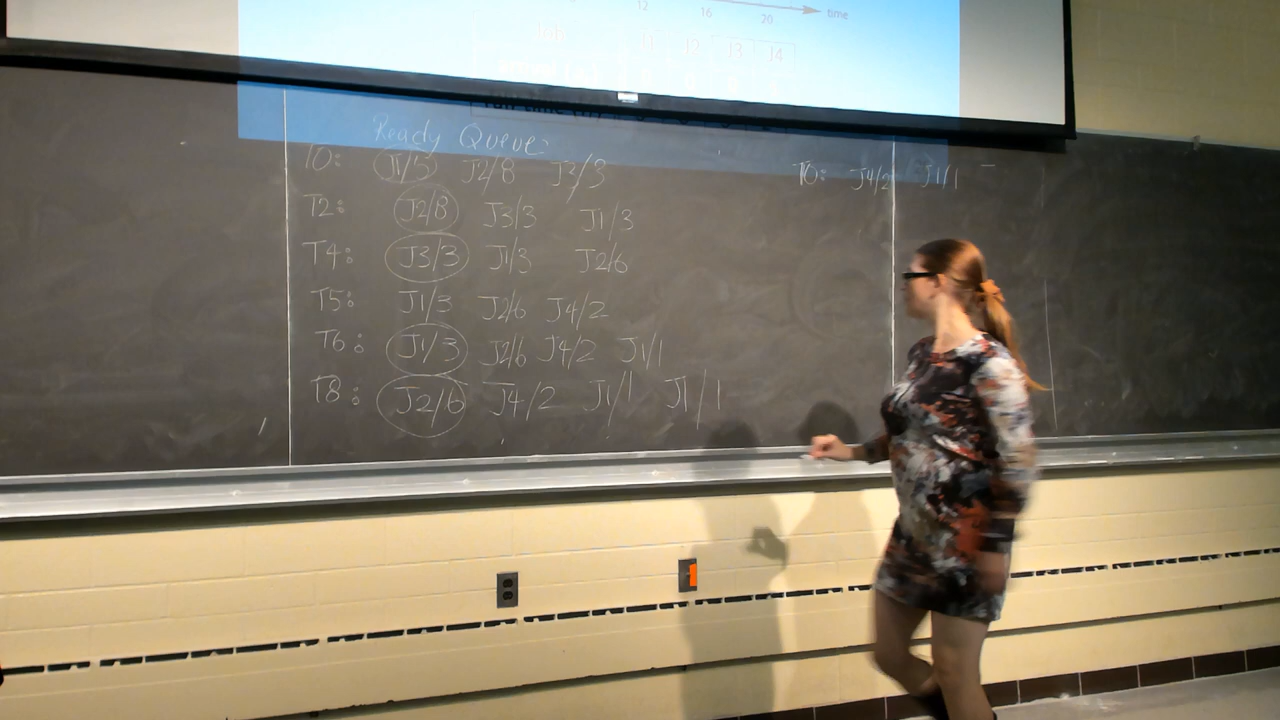 12 16 20 time
Job J1 J2 J3 J4
Ready Queue:
T0: J1/5 J2/8 J3/3
T2: J2/8 J3/3 J1/3
T4: J3/3 J1/3 J2/6
T5: J1/3 J2/6 J4/2
T6: J1/3 J2/6 J4/2 J1/1
T8: J2/6 J4/2 J1/1 J1/1
T10: J4/2 J1/1